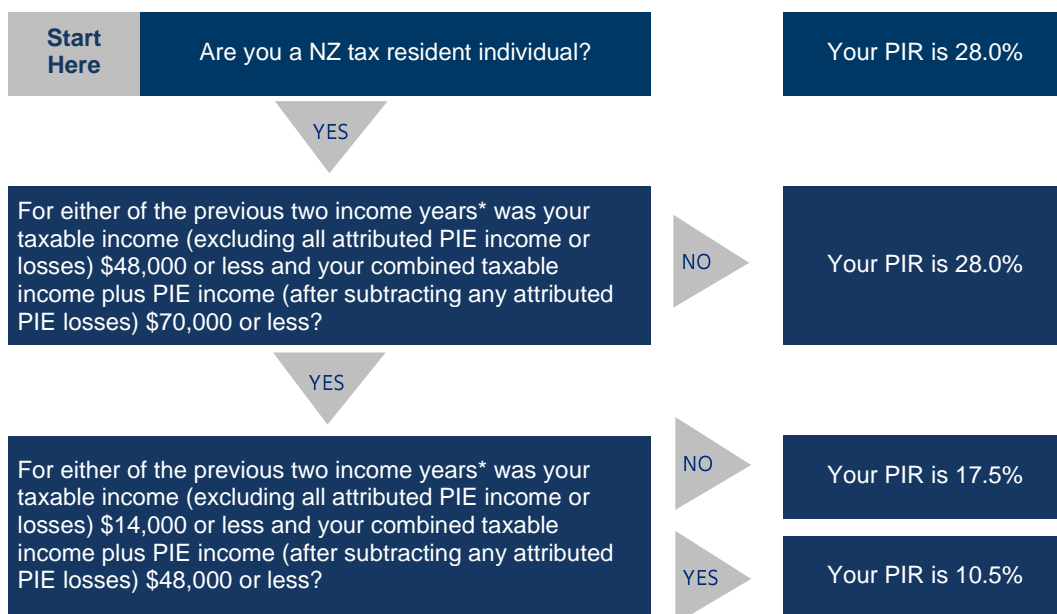 Start
Here
Are you a NZ tax resident individual?
Your PIR is 28.0%
YES
For either of the previous two income years* was your
taxable income (excluding all attributed PIE income or
losses) $48,000 or less and your combined taxable
income plus PIE income (after subtracting any attributed
PIE losses) $70,000 or less?
NO
Your PIR is 28.0%
YES
For either of the previous two income years* was your
taxable income (excluding all attributed PIE income or
losses) $14,000 or less and your combined taxable
income plus PIE income (after subtracting any attributed
PIE losses) $48,000 or less?
NO
Your PIR is 17.5%
YES
Your PIR is 10.5%